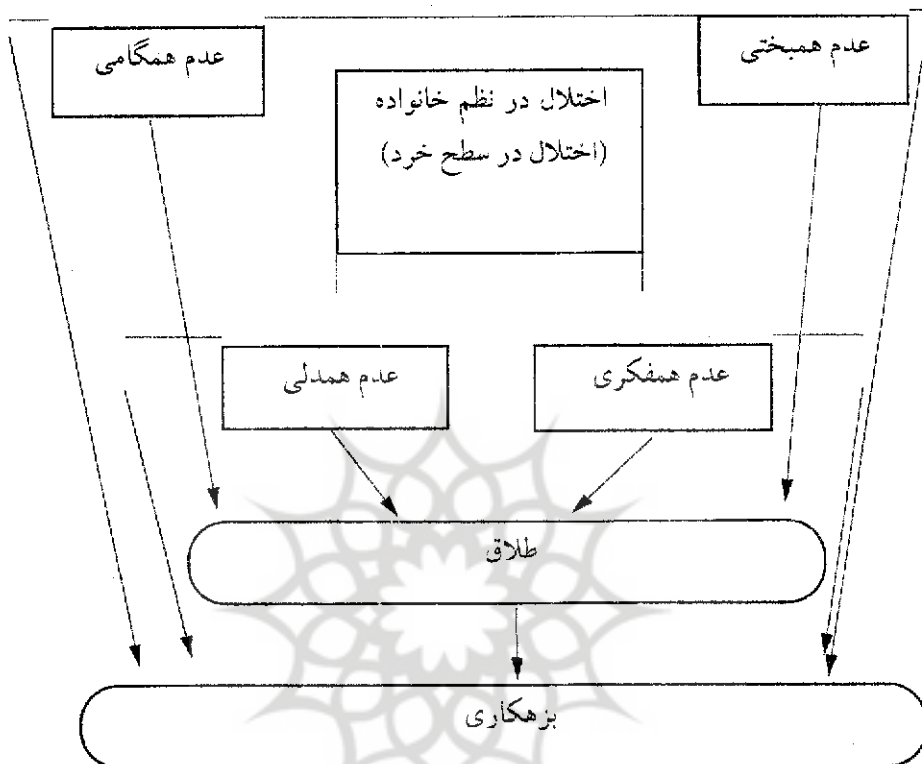 عدم همبختی
عدم همگامی
اختلال در نظم خانواده
(اختلال در سطح خرد)
عدم همفکری
عدم همدلی
طلاق
بزهکاری